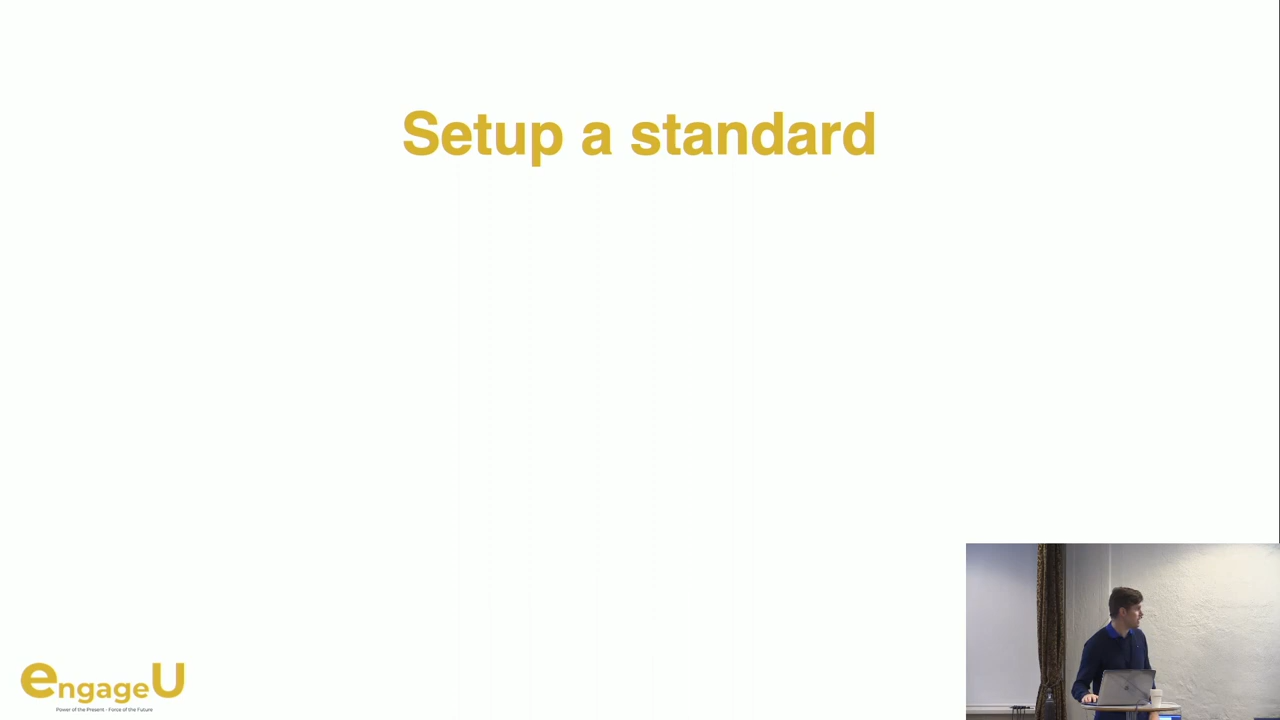 Setup a standard
engageU
Power of the Present - Force of the Future